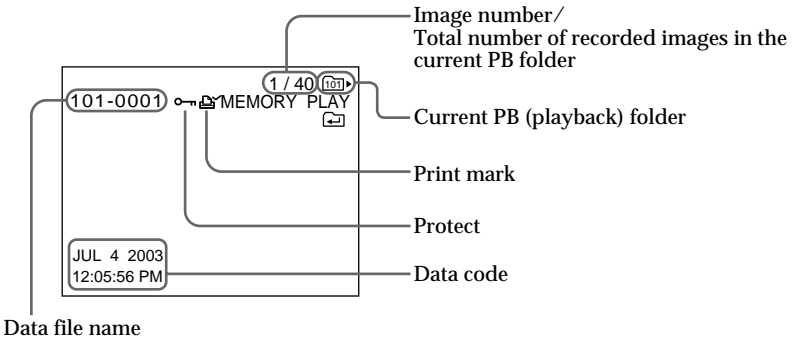 Image number/
Total number of recorded images in the
current PB folder
1 / 40 101
101-0001 MEMORY PLAY
Current PB (playback) folder
Print mark
Protect
JUL 4 2003
12:05:56 PM
Data code
Data file name